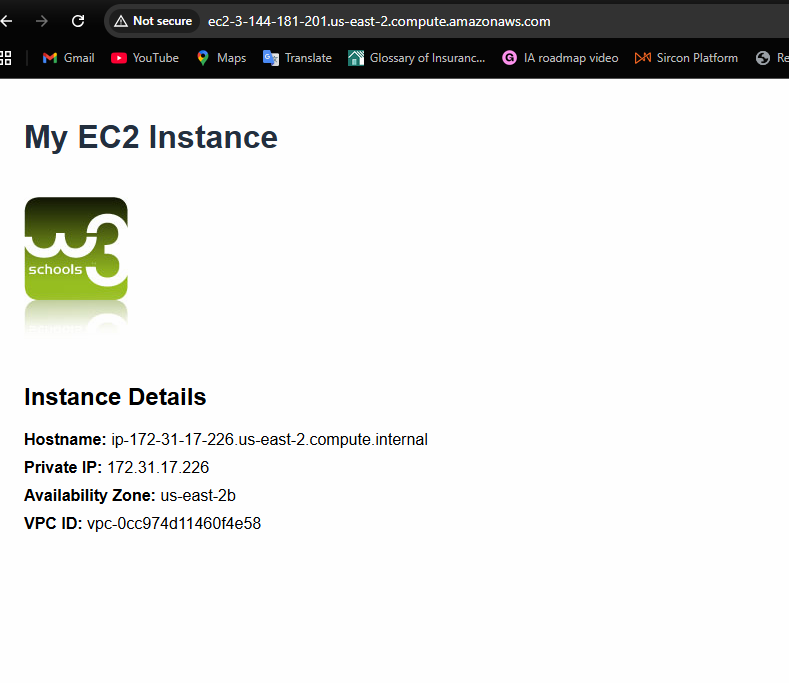 Not secure ec2-3-144-181-201.us-east-2.compute.amazonaws.com
Gmail YouTube Maps Translate Glossary of Insuranc... G IA roadmap video Sircon Platform Re
My EC2 Instance
w3
schools
Instance Details
Hostname: ip-172-31-17-226.us-east-2.compute.internal
Private IP: 172.31.17.226
Availability Zone: us-east-2b
VPC ID: vpc-0cc974d11460f4e58